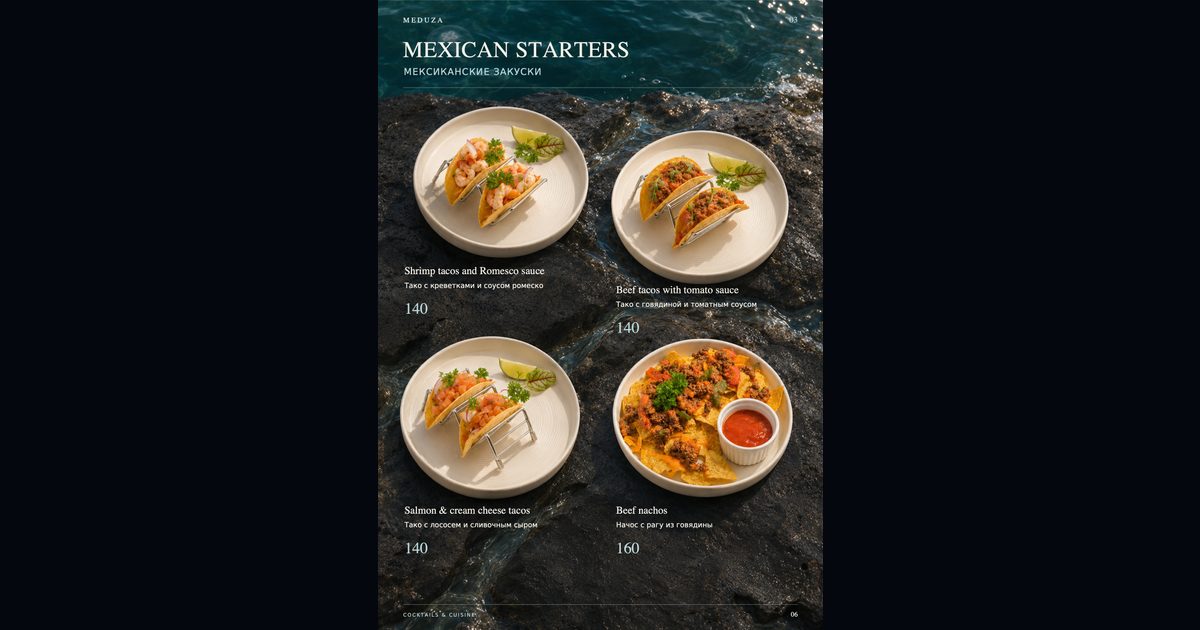 MEDUZA
03
MEXICAN STARTERS
МЕКСИКАНСКИЕ ЗАКУСКИ
Shrimp tacos and Romesco sauce
Тако с креветками и соусом ромеско
140
Beef tacos with tomato sauce
Тако с говядиной и томатным соусом
140
Salmon & cream cheese tacos
Тако с лососем и сливочным сыром
140
Beef nachos
Начос с рагу из говядины
160
COCKTAILS & CUISINE
06